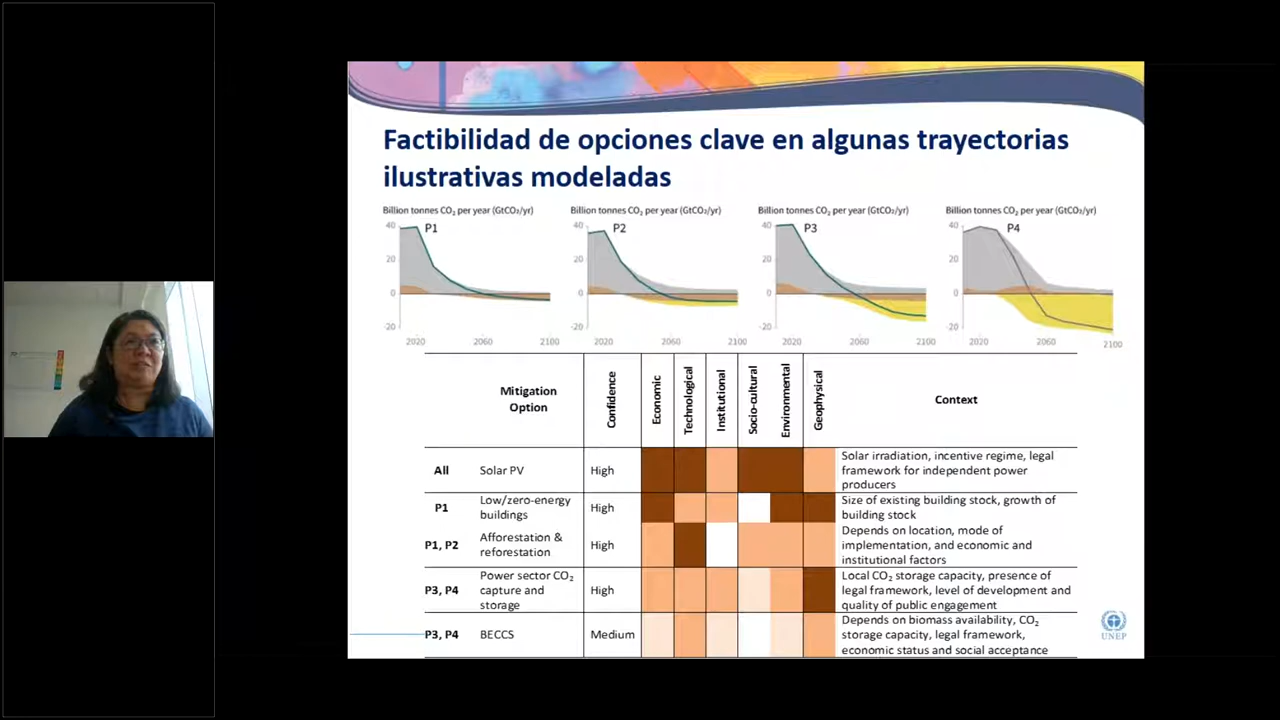 Factibilidad de opciones clave en algunas trayectorias
ilustrativas modeladas
Billion tonnes CO₂ per year (GtCO₂/yr)
P1
40
20
0
-20
2020
2060
2100
Billion tonnes CO₂ per year (GtCO₂/yr)
P2
40
20
0
-20
2020
2060
2100
Billion tonnes CO₂ per year (GtCO₂/yr)
P3
40
20
0
-20
2020
2060
2100
Billion tonnes CO₂ per year (GtCO₂/yr)
P4
40
20
0
-20
2020
2060
2100
Mitigation
Option
Confidence
Economic
Technological
Institutional
Socio-cultural
Environmental
Geophysical
Context
All
Solar PV
High
Solar irradiation, incentive regime, legal
framework for independent power
producers
P1
Low/zero-energy
buildings
High
Size of existing building stock, growth of
building stock
P1, P2
Afforestation &
reforestation
High
Depends on location, mode of
implementation, and economic and
institutional factors
P3, P4
Power sector CO₂
capture and
storage
High
Local CO₂ storage capacity, presence of
legal framework, level of development and
quality of public engagement
P3, P4
BECCS
Medium
Depends on biomass availability, CO₂
storage capacity, legal framework,
economic status and social acceptance
UNEP